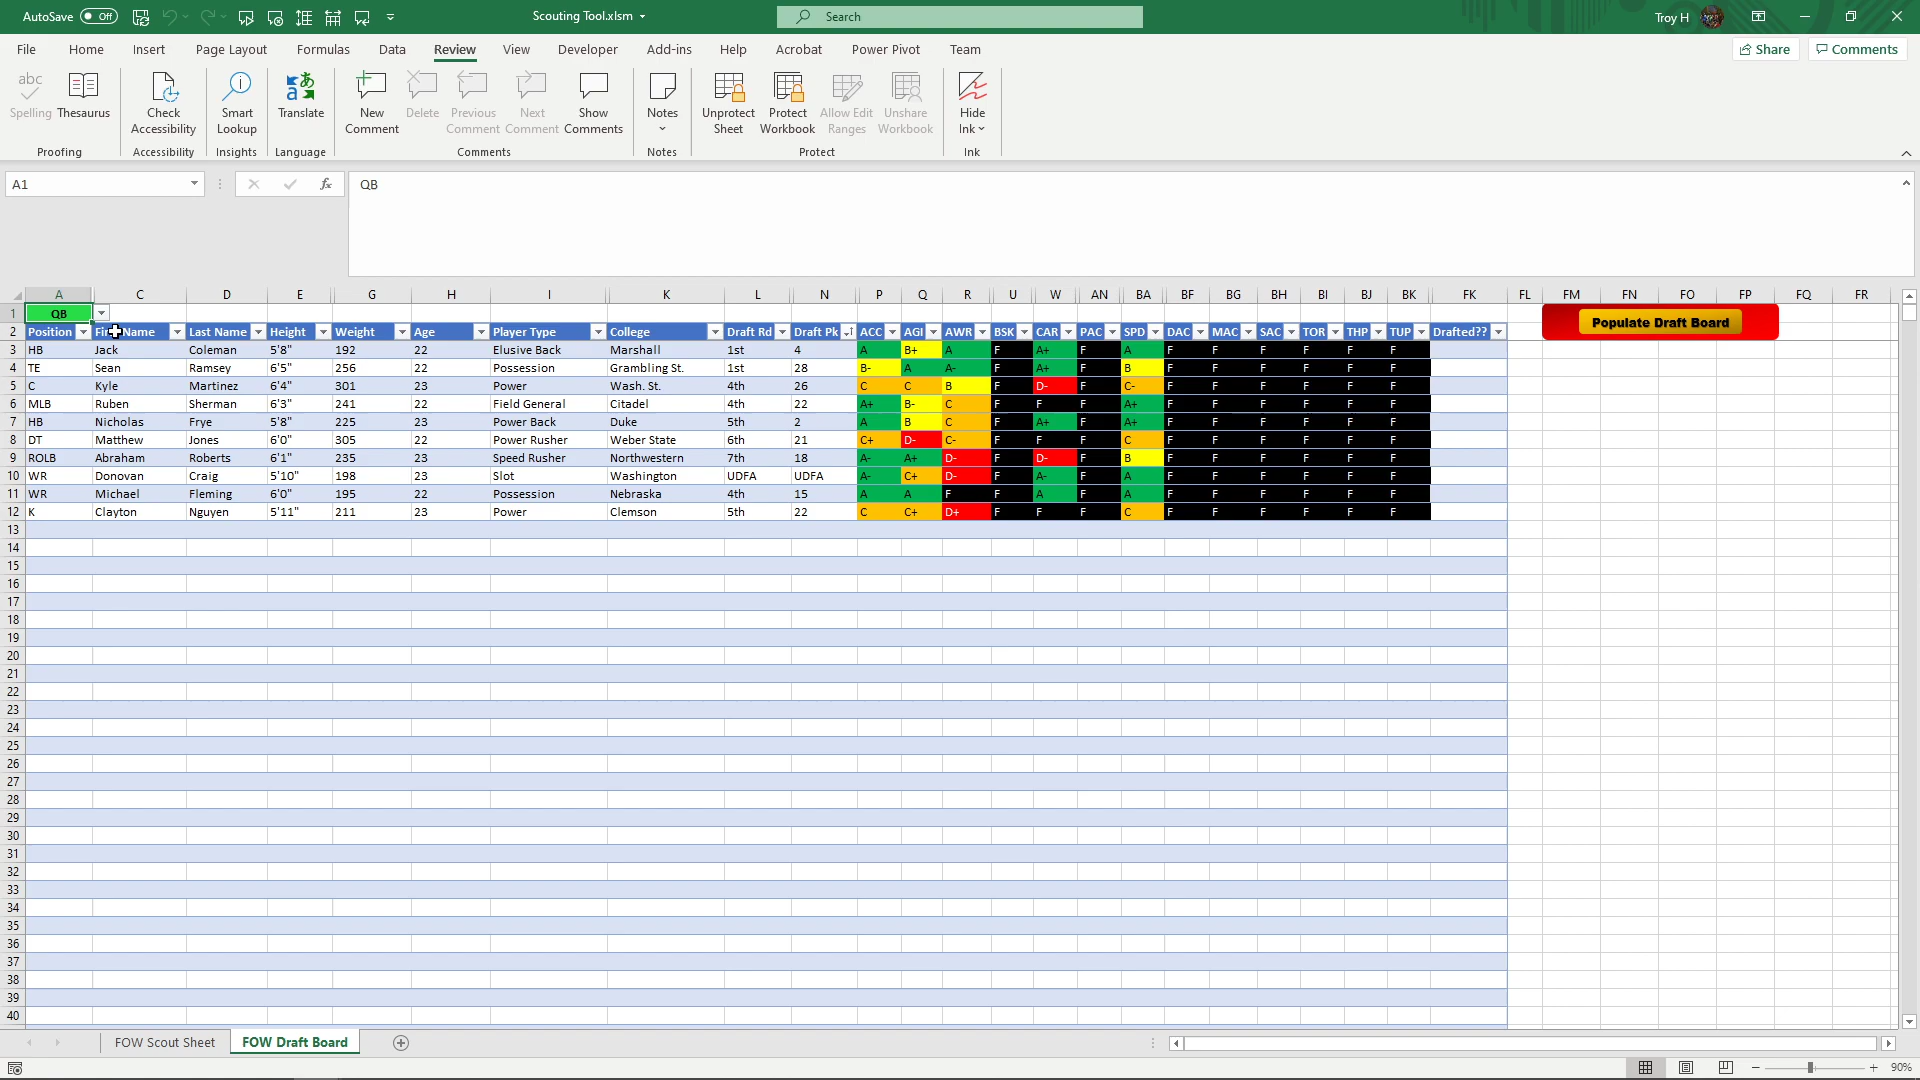 AutoSave Off Scouting Tool.xlsm Search Troy H
File Home Insert Page Layout Formulas Data Review View Developer Add-ins Help Acrobat Power Pivot Team Share Comments
abc
Spelling Thesaurus Check Accessibility Smart Lookup Translate New Comment Delete Previous Comment Next Comment Show Comments Notes Unprotect Sheet Protect Workbook Allow Edit Ranges Unshare Workbook Hide Ink
Proofing Accessibility Insights Language Comments Notes Protect Ink
A1 fx QB
A C D E G H I K L N P Q R U W AN BA BF BG BH BI BJ BK FK FL FM FN FO FP FQ FR
1 QB Populate Draft Board
2 Position Name Last Name Height Weight Age Player Type College Draft Rd Draft Pk ACC AGI AWR BSK CAR PAC SPD DAC MAC SAC TOR THP TUP Drafted??
3 HB Jack Coleman 5'8" 192 22 Elusive Back Marshall 1st 4 A B+ A F A+ F A F F F F F F
4 TE Sean Ramsey 6'5" 256 22 Possession Grambling St. 1st 28 B- A A- F A+ F B F F F F F F
5 C Kyle Martinez 6'4" 301 23 Power Wash. St. 4th 26 C C B F D- F C- F F F F F F
6 MLB Ruben Sherman 6'3" 241 22 Field General Citadel 4th 22 A+ B- C F F F A+ F F F F F F
7 HB Nicholas Frye 5'8" 225 23 Power Back Duke 5th 2 A B C F A+ F A+ F F F F F F
8 DT Matthew Jones 6'0" 305 22 Power Rusher Weber State 6th 21 C+ D- C- F F F C F F F F F F
9 ROLB Abraham Roberts 6'1" 235 23 Speed Rusher Northwestern 7th 18 A- A+ D- F D- F B F F F F F F
10 WR Donovan Craig 5'10" 198 23 Slot Washington UDFA UDFA A- C+ D- F A- F A F F F F F F
11 WR Michael Fleming 6'0" 195 22 Possession Nebraska 4th 15 A A F F A F A F F F F F F
12 K Clayton Nguyen 5'11" 211 23 Power Clemson 5th 22 C C+ D+ F F F C F F F F F F
13
14
15
16
17
18
19
20
21
22
23
24
25
26
27
28
29
30
31
32
33
34
35
36
37
38
39
40
FOW Scout Sheet FOW Draft Board
90%